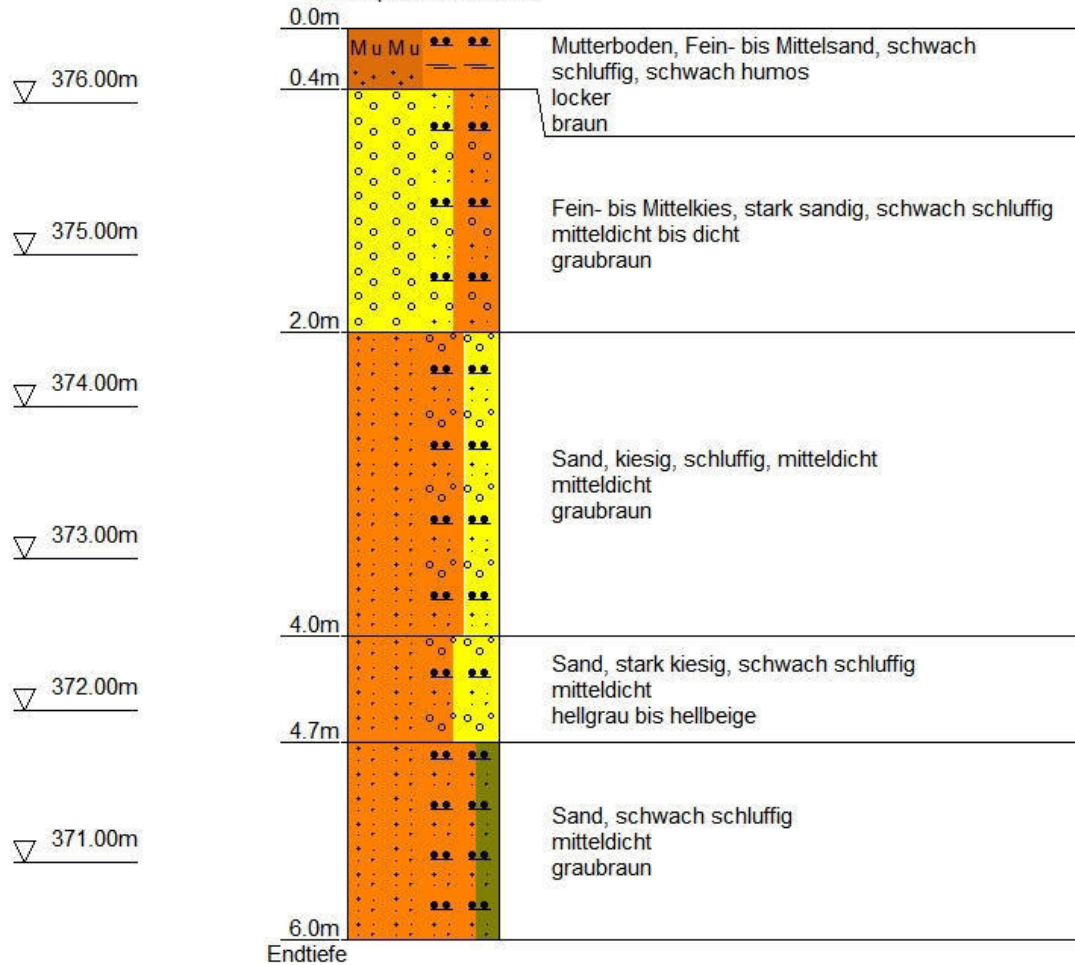 0.0m
Mu Mu
Mutterboden, Fein- bis Mittelsand, schwach
schluffig, schwach humos
locker
braun
376.00m
0.4m
Fein- bis Mittelkies, stark sandig, schwach schluffig
mitteldicht bis dicht
graubraun
375.00m
2.0m
374.00m
Sand, kiesig, schluffig, mitteldicht
mitteldicht
graubraun
373.00m
4.0m
Sand, stark kiesig, schwach schluffig
mitteldicht
hellgrau bis hellbeige
372.00m
4.7m
Sand, schwach schluffig
mitteldicht
graubraun
371.00m
6.0m
Endtiefe